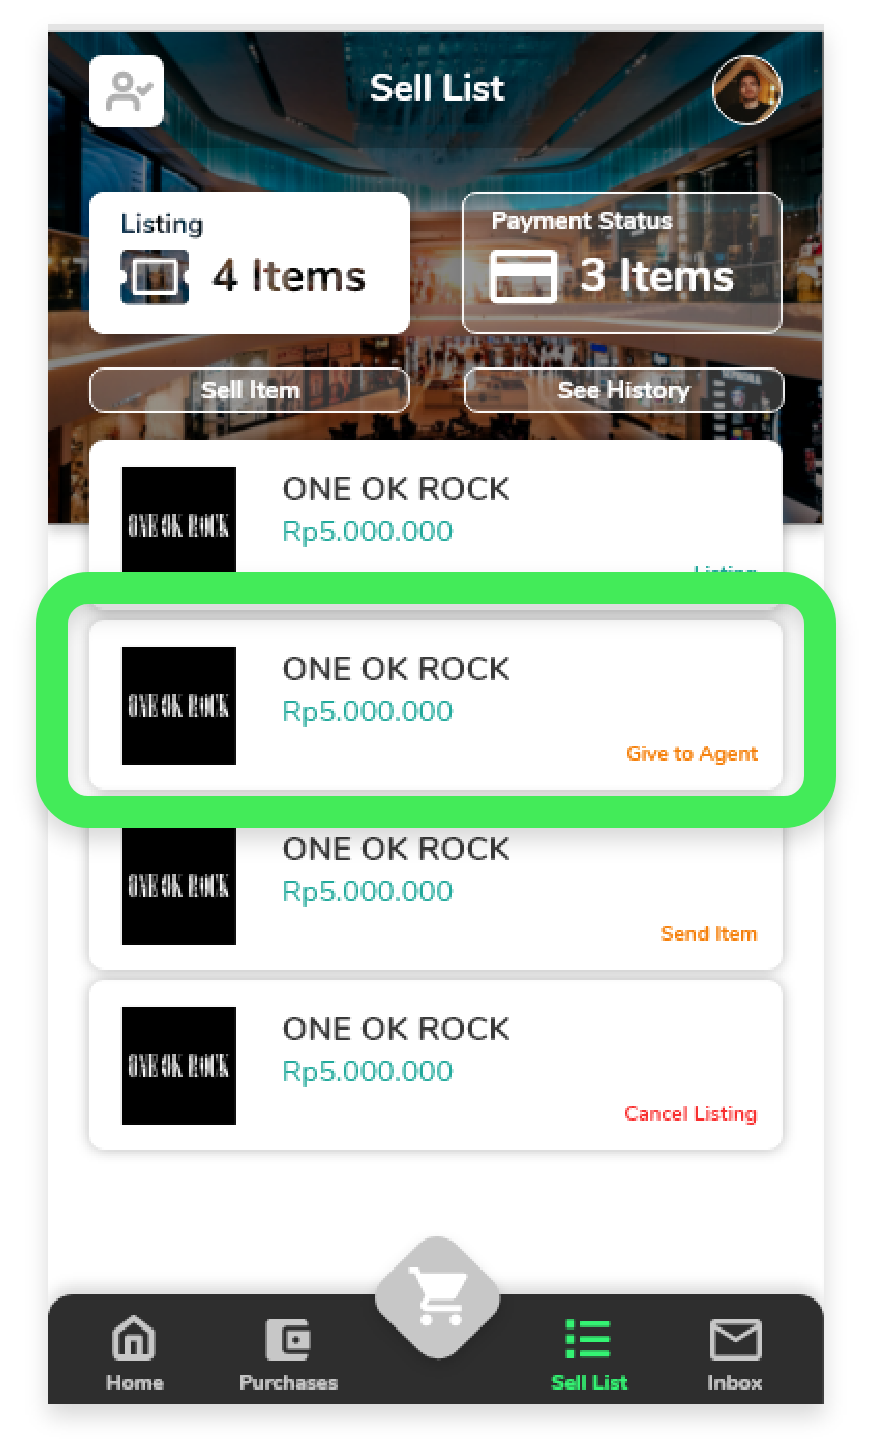 Sell List
Listing
4 Items
Payment Status
3 Items
Sell Item
See History
ONE OK ROCK
ONE OK ROCK
Rp5.000.000
Listing
ONE OK ROCK
ONE OK ROCK
Rp5.000.000
Give to Agent
ONE OK ROCK
ONE OK ROCK
Rp5.000.000
Send Item
ONE OK ROCK
ONE OK ROCK
Rp5.000.000
Cancel Listing
Home
Purchases
Sell List
Inbox